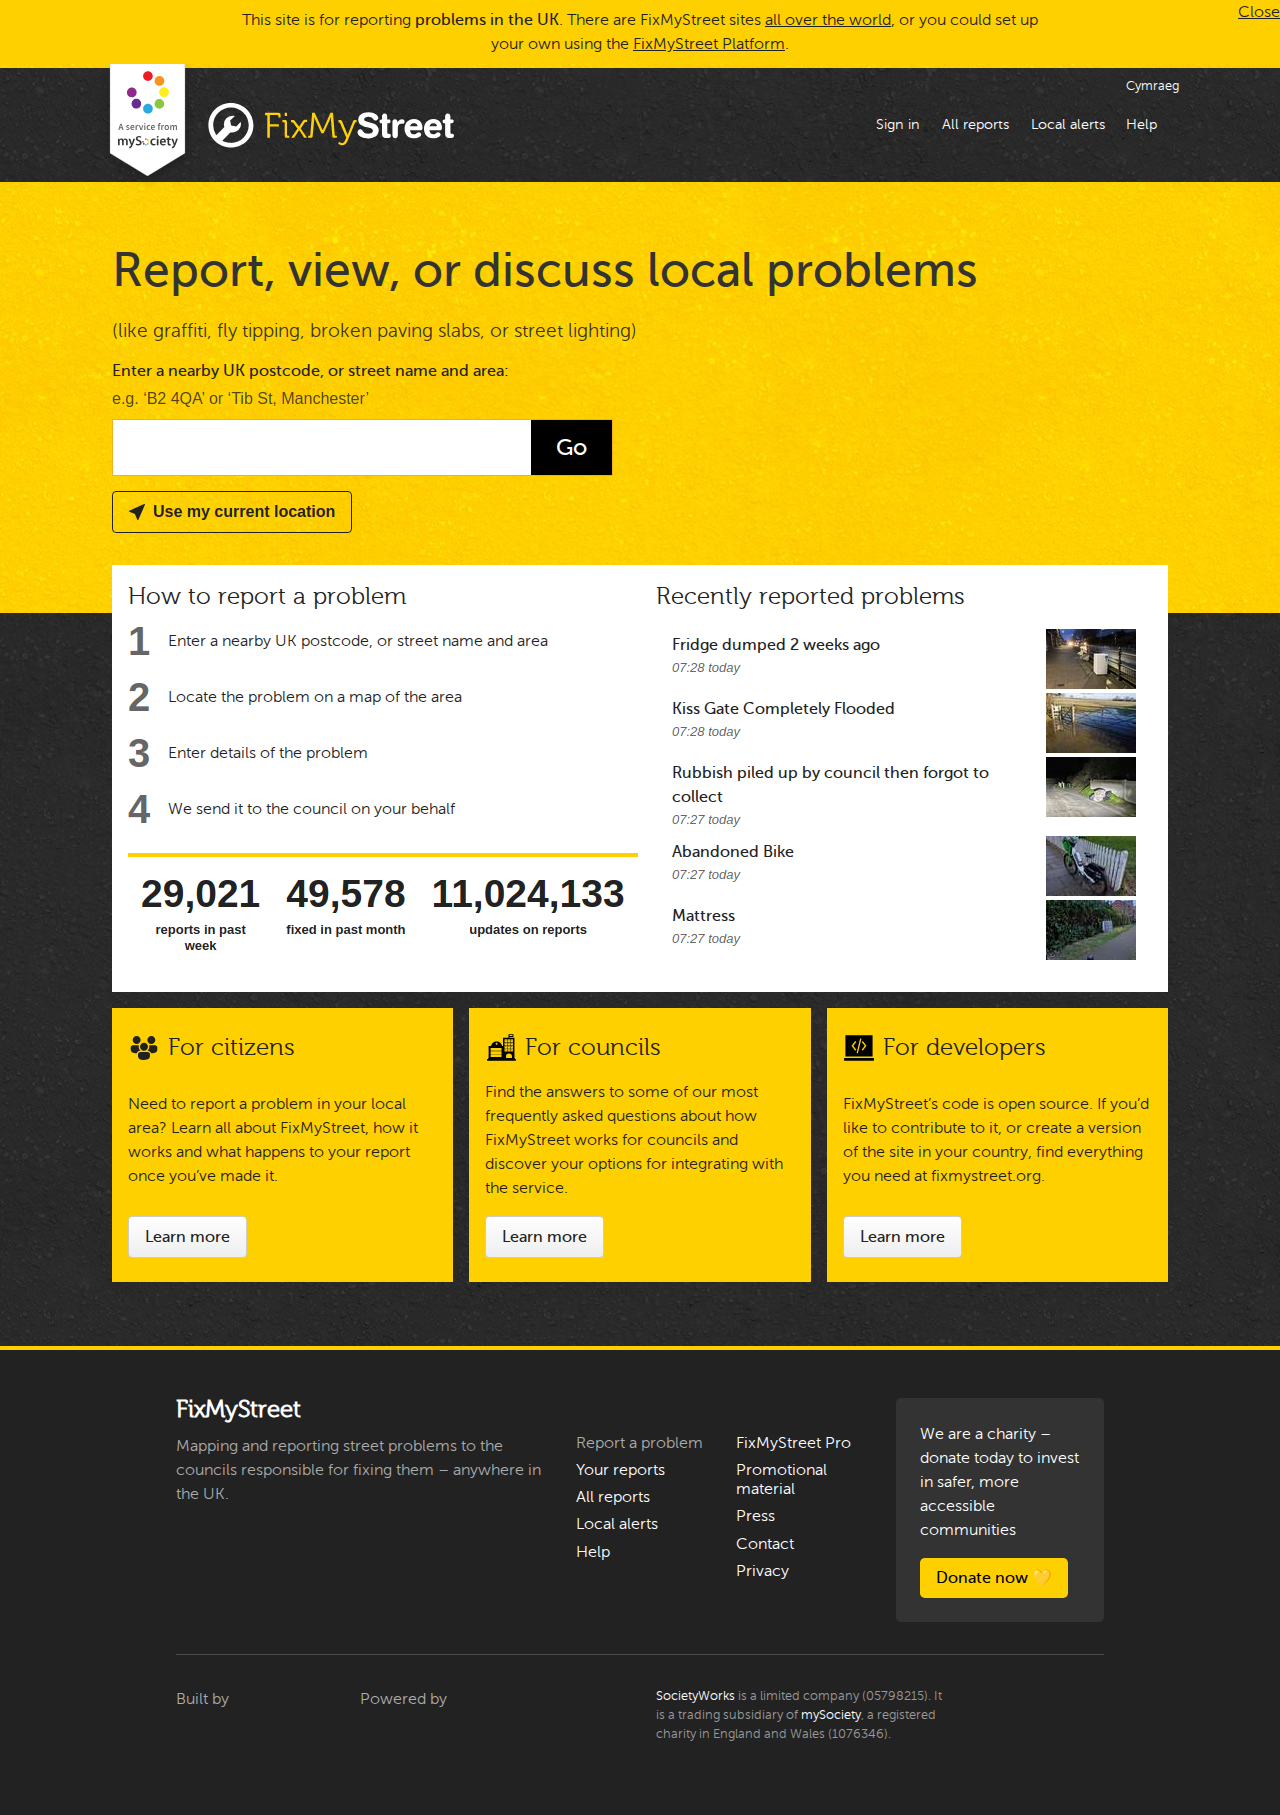 This site is for reporting problems in the UK. There are FixMyStreet sites all over the world, or you could set up
your own using the FixMyStreet Platform.
Close
A service from
mySociety
FixMyStreet
Cymraeg
Sign in
All reports
Local alerts
Help
Report, view, or discuss local problems
(like graffiti, fly tipping, broken paving slabs, or street lighting)
Enter a nearby UK postcode, or street name and area:
e.g. ‘B2 4QA’ or ‘Tib St, Manchester’
Go
Use my current location
How to report a problem
1 Enter a nearby UK postcode, or street name and area
2 Locate the problem on a map of the area
3 Enter details of the problem
4 We send it to the council on your behalf
29,021
reports in past
week
49,578
fixed in past month
11,024,133
updates on reports
Recently reported problems
Fridge dumped 2 weeks ago
07:28 today
Kiss Gate Completely Flooded
07:28 today
Rubbish piled up by council then forgot to
collect
07:27 today
Abandoned Bike
07:27 today
Mattress
07:27 today
For citizens
Need to report a problem in your local
area? Learn all about FixMyStreet, how it
works and what happens to your report
once you’ve made it.
Learn more
For councils
Find the answers to some of our most
frequently asked questions about how
FixMyStreet works for councils and
discover your options for integrating with
the service.
Learn more
For developers
FixMyStreet’s code is open source. If you’d
like to contribute to it, or create a version
of the site in your country, find everything
you need at fixmystreet.org.
Learn more
FixMyStreet
Mapping and reporting street problems to the
councils responsible for fixing them – anywhere in
the UK.
Report a problem
Your reports
All reports
Local alerts
Help
FixMyStreet Pro
Promotional
material
Press
Contact
Privacy
We are a charity –
donate today to invest
in safer, more
accessible
communities
Donate now 💛
Built by
Powered by
SocietyWorks is a limited company (05798215). It
is a trading subsidiary of mySociety, a registered
charity in England and Wales (1076346).